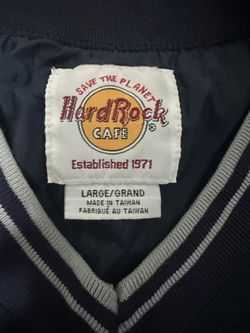 SAVE THE PLANET
Hard Rock
CAFE
®
Established 1971
LARGE/GRAND
MADE IN TAIWAN
FABRIQUÉ AU TAIWAN